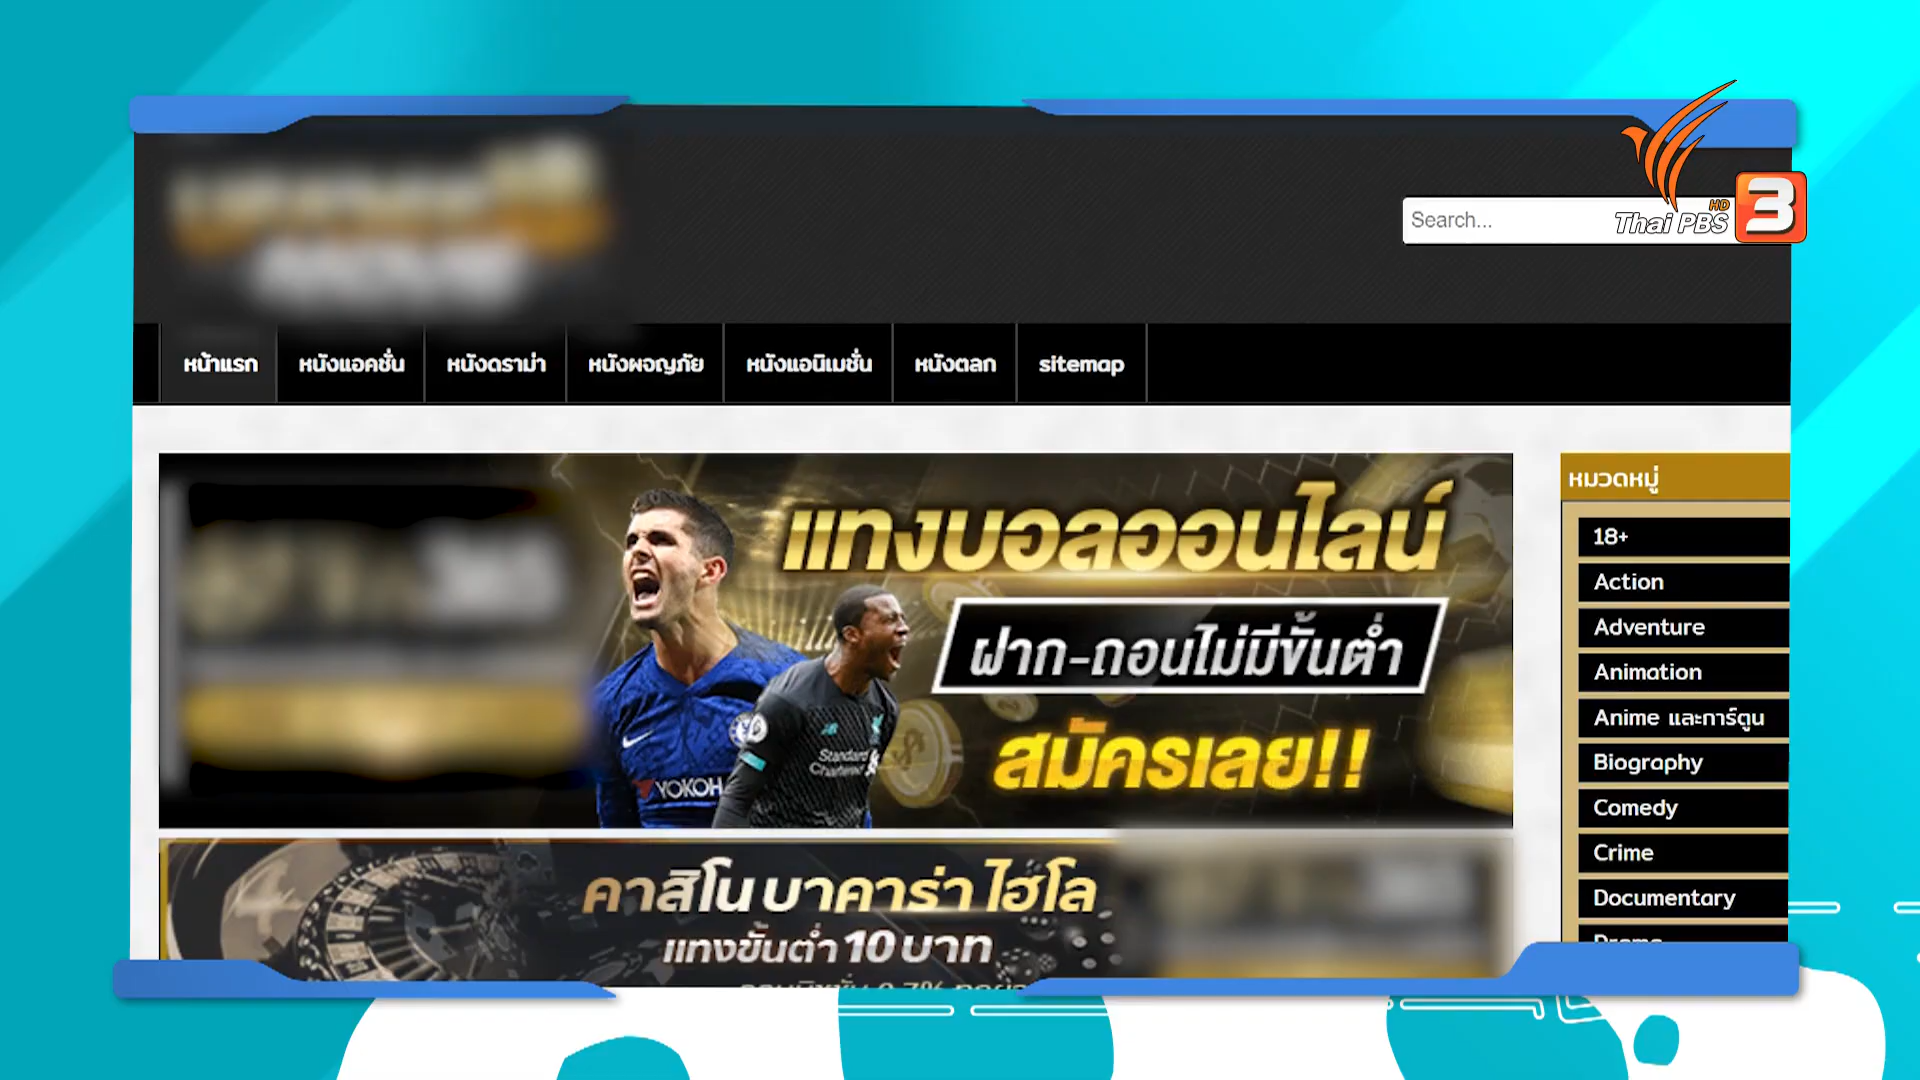 HD
Thai PBS 3
Search...
หน้าแรก
หนังแอคชั่น
หนังดราม่า
หนังผจญภัย
หนังแอนิเมชั่น
หนังตลก
sitemap
แทงบอลออนไลน์
ฝาก-ถอนไม่มีขั้นต่ำ
สมัครเลย!!
Standard
Chartered
YOKOH
คาสิโน บาคาร่า ไฮโล
แทงขั้นต่ำ 10 บาท
หมวดหมู่
18+
Action
Adventure
Animation
Anime และการ์ตูน
Biography
Comedy
Crime
Documentary
Drama